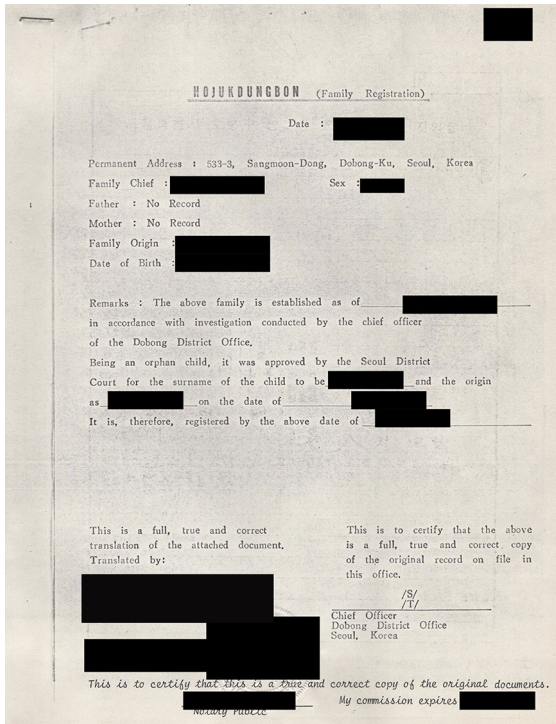 HOJUKDUNGBON (Family Registration)
Date :
Permanent Address : 533-3, Sangmoon-Dong, Dobong-Ku, Seoul, Korea
Family Chief : Sex :
Father : No Record
Mother : No Record
Family Origin :
Date of Birth :
Remarks : The above family is established as of
in accordance with investigation conducted by the chief officer
of the Dobong District Office.
Being an orphan child, it was approved by the Seoul District
Court for the surname of the child to be and the origin
as on the date of
It is, therefore, registered by the above date of
This is a full, true and correct
translation of the attached document.
Translated by:
This is to certify that the above
is a full, true and correct copy
of the original record on file in
this office.
/S/
/T/
Chief Officer
Dobong District Office
Seoul, Korea
This is to certify that this is a true and correct copy of the original documents.
My commission expires
Notary Public